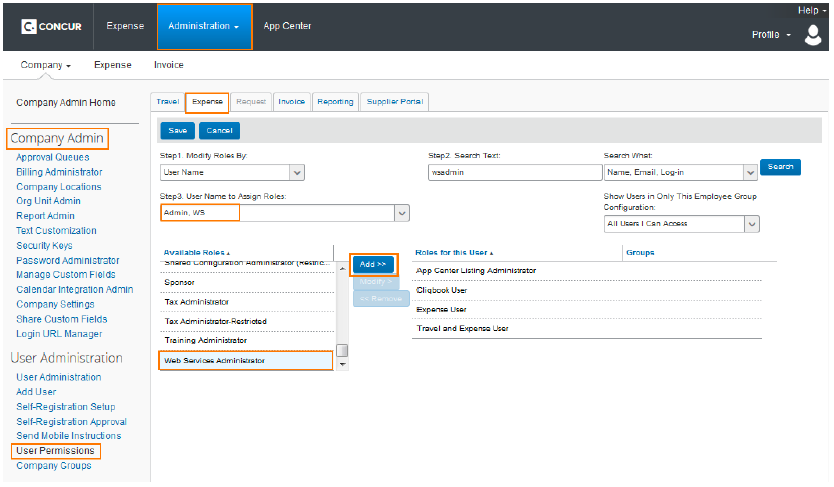 Help
C. CONCUR
Expense
Administration
App Center
Profile
Company
Expense
Invoice
Company Admin Home
Company Admin
Approval Queues
Billing Administrator
Company Locations
Org Unit Admin
Report Admin
Text Customization
Security Keys
Password Administrator
Manage Custom Fields
Calendar Integration Admin
Company Settings
Share Custom Fields
Login URL Manager
User Administration
User Administration
Add User
Self-Registration Setup
Self-Registration Approval
Send Mobile Instructions
User Permissions
Company Groups
Travel
Expense
Request
Invoice
Reporting
Supplier Portal
Save
Cancel
Step1. Modify Roles By:
User Name
Step2. Search Text:
wsadmin
Search What:
Name, Email, Log-in
Search
Step3. User Name to Assign Roles:
Admin, WS
Show Users in Only This Employee Group
Configuration:
All Users I Can Access
Available Roles
Shared Configuration Administrator (Restric...
Sponsor
Tax Administrator
Tax Administrator-Restricted
Training Administrator
Web Services Administrator
Add >>
Modify >
<< Remove
Roles for this User
Groups
App Center Listing Administrator
Cliqbook User
Expense User
Travel and Expense User